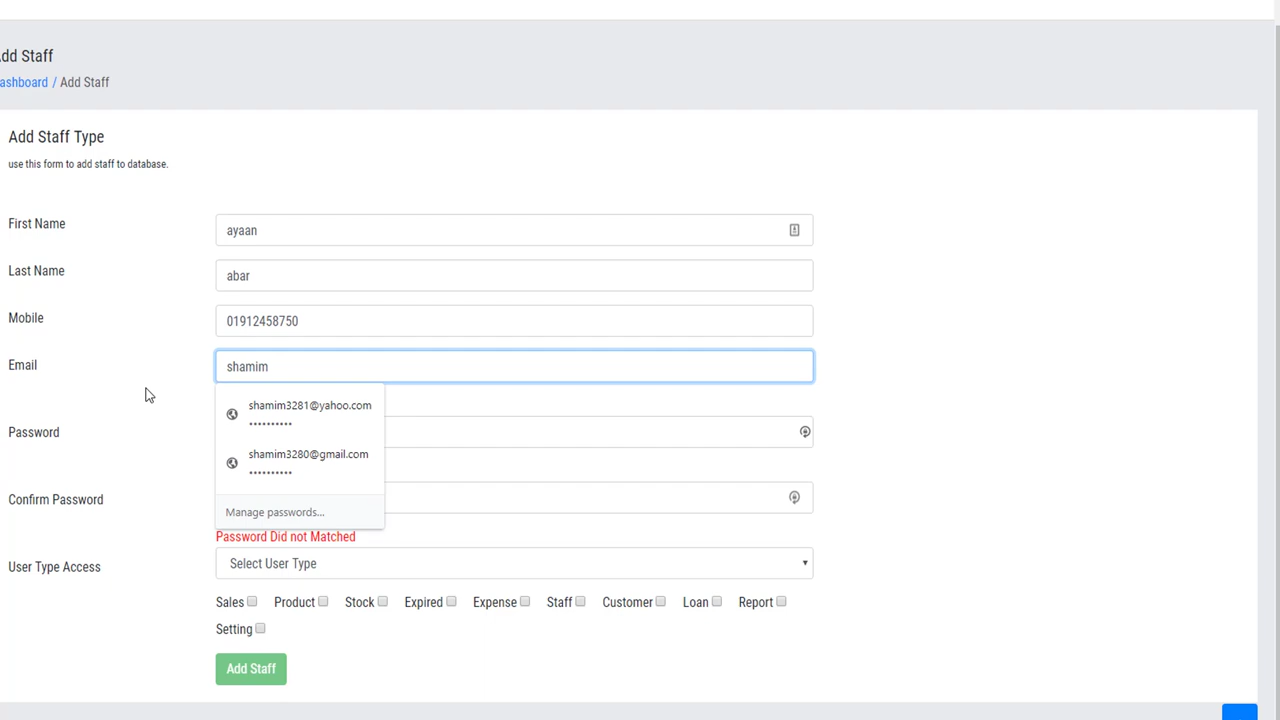 dd Staff
ashboard / Add Staff
Add Staff Type
use this form to add staff to database.
First Name
ayaan
Last Name
abar
Mobile
01912458750
Email
shamim
shamim3281@yahoo.com
••••••••••
Password
shamim3280@gmail.com
••••••••••
Confirm Password
Manage passwords...
Password Did not Matched
User Type Access
Select User Type
Sales Product Stock Expired Expense Staff Customer Loan Report
Setting
Add Staff